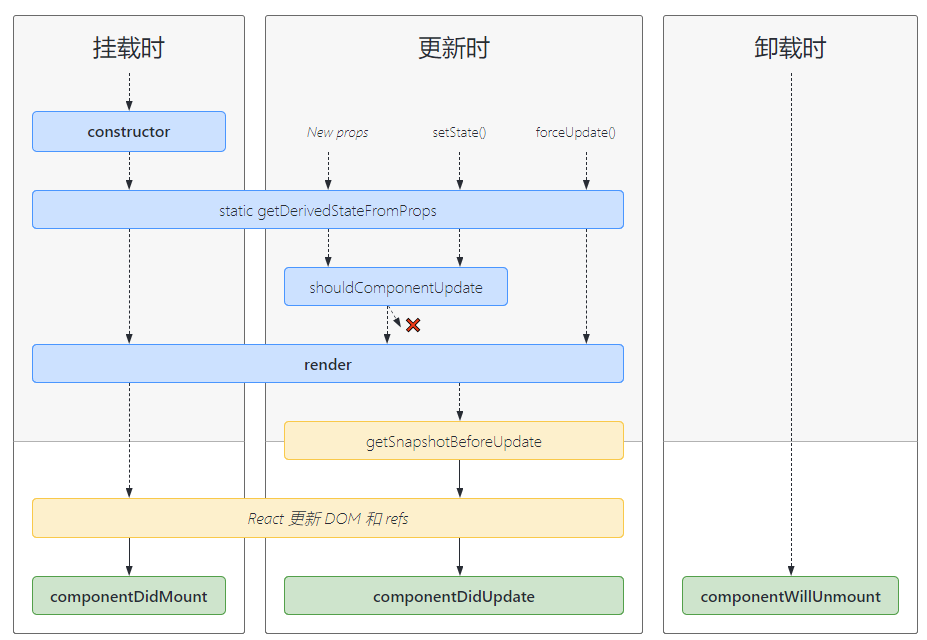 挂载时
更新时
卸载时
constructor
New props
setState()
forceUpdate()
static getDerivedStateFromProps
shouldComponentUpdate
render
getSnapshotBeforeUpdate
React 更新 DOM 和 refs
componentDidMount
componentDidUpdate
componentWillUnmount